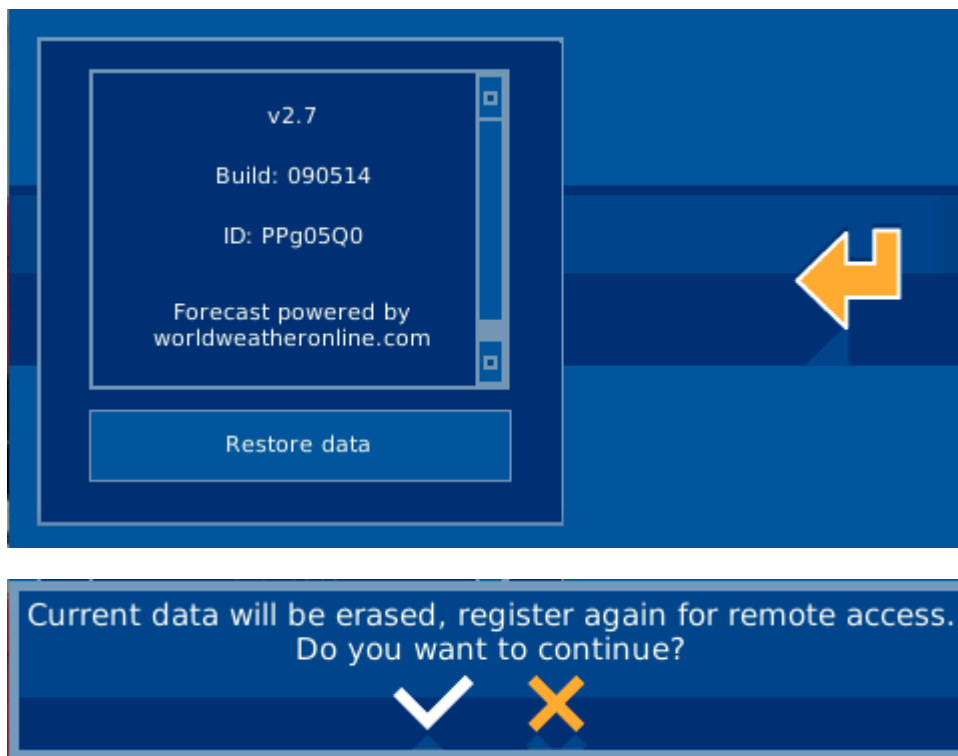 v2.7
Build: 090514
ID: PPg05Q0
Forecast powered by
worldweatheronline.com
Restore data
Current data will be erased, register again for remote access.
Do you want to continue?